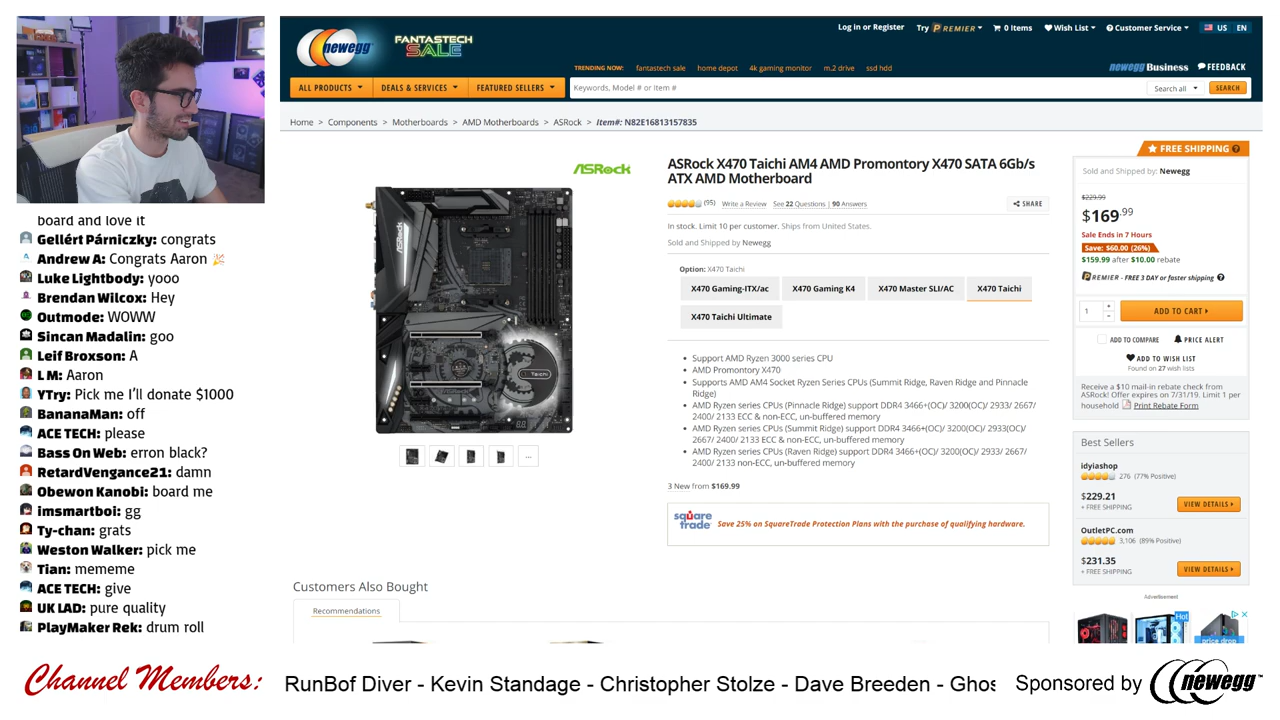 newegg
FANTASTECH
SALE
Log in or Register
Try PREMIER
0 Items
Wish List
Customer Service
US EN
TRENDING NOW: fantastech sale home depot 4k gaming monitor m.2 drive ssd hdd
newegg Business
FEEDBACK
ALL PRODUCTS
DEALS & SERVICES
FEATURED SELLERS
Keywords, Model # or Item #
Search all
SEARCH
Home > Components > Motherboards > AMD Motherboards > ASRock > Item#: N82E16813157835
board and love it
Gellért Párniczky: congrats
Andrew A: Congrats Aaron 🎉
Luke Lightbody: yooo
Brendan Wilcox: Hey
Outmode: WOWW
Sincan Madalin: goo
Leif Broxson: A
L M: Aaron
YTry: Pick me I'll donate $1000
BananaMan: off
ACE TECH: please
Bass On Web: erron black?
RetardVengance21: damn
Obewon Kanobi: board me
imsmartboi: gg
Ty-chan: grats
Weston Walker: pick me
Tian: mememe
ACE TECH: give
UK LAD: pure quality
PlayMaker Rek: drum roll
ASRock
ASRock
Taichi
...
ASRock X470 Taichi AM4 AMD Promontory X470 SATA 6Gb/s
ATX AMD Motherboard
(95) Write a Review See 22 Questions | 90 Answers
SHARE
In stock. Limit 10 per customer. Ships from United States.
Sold and Shipped by Newegg
Option: X470 Taichi
X470 Gaming-ITX/ac
X470 Gaming K4
X470 Master SLI/AC
X470 Taichi
X470 Taichi Ultimate
• Support AMD Ryzen 3000 series CPU
• AMD Promontory X470
• Supports AMD AM4 Socket Ryzen Series CPUs (Summit Ridge, Raven Ridge and Pinnacle
Ridge)
• AMD Ryzen series CPUs (Pinnacle Ridge) support DDR4 3466+(OC)/ 3200(OC)/ 2933/ 2667/
2400/ 2133 ECC & non-ECC, un-buffered memory
• AMD Ryzen series CPUs (Summit Ridge) support DDR4 3466+(OC)/ 3200(OC)/ 2933(OC)/
2667/ 2400/ 2133 ECC & non-ECC, un-buffered memory
• AMD Ryzen series CPUs (Raven Ridge) support DDR4 3466+(OC)/ 3200(OC)/ 2933/ 2667/
2400/ 2133 non-ECC, un-buffered memory
3 New from $169.99
square
trade
Save 25% on SquareTrade Protection Plans with the purchase of qualifying hardware.
Customers Also Bought
Recommendations
FREE SHIPPING
Sold and Shipped by: Newegg
$229.99
$169.99
Sale Ends in 7 Hours
Save: $60.00 (26%)
$159.99 after $10.00 rebate
PREMIER - FREE 3 DAY or faster shipping
1
ADD TO CART
ADD TO COMPARE
PRICE ALERT
ADD TO WISH LIST
Found on 27 wish lists
Receive a $10 mail-in rebate check from
ASRock! Offer expires on 7/31/19. Limit 1 per
household Print Rebate Form
Best Sellers
idyiashop
276 (77% Positive)
$229.21
+ FREE SHIPPING
VIEW DETAILS
OutletPC.com
3,106 (89% Positive)
$231.35
+ FREE SHIPPING
VIEW DETAILS
Advertisement
Hot
price drop
Channel Members:
RunBof Diver - Kevin Standage - Christopher Stolze - Dave Breeden - Ghos
Sponsored by newegg